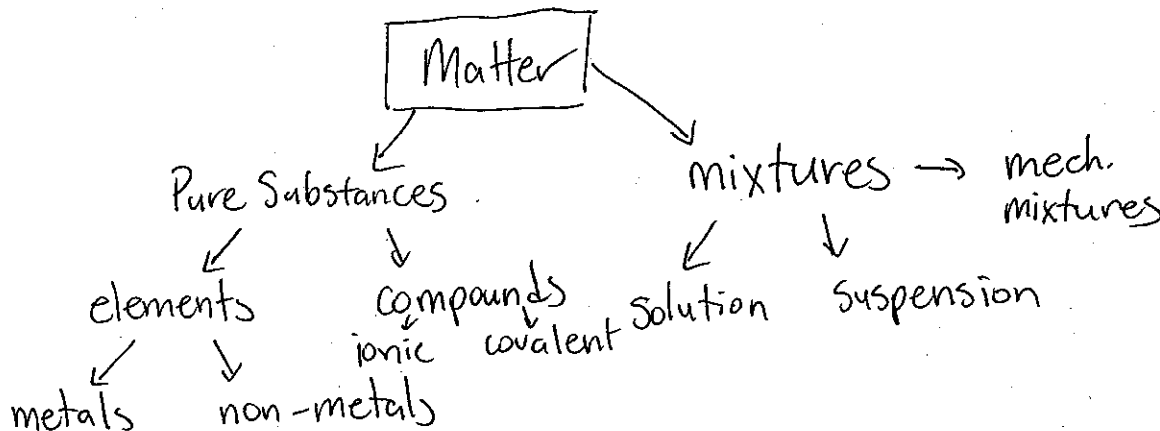 Matter
Pure Substances
mixtures → mech.
mixtures
elements
compounds
solution
suspension
ionic
covalent
metals
non-metals